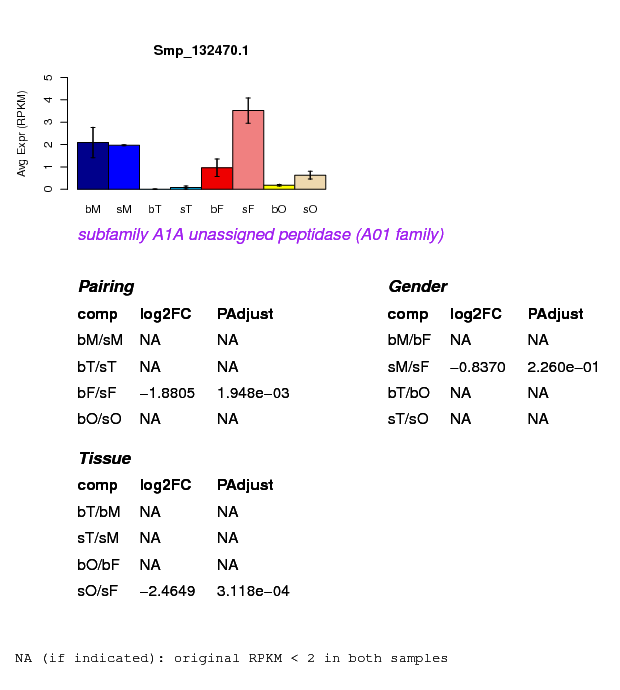 Smp_132470.1
Avg Expr (RPKM)
0 1 2 3 4 5
bM sM bT sT bF sF bO sO
subfamily A1A unassigned peptidase (A01 family)
Pairing
comp log2FC PAdjust
bM/sM NA NA
bT/sT NA NA
bF/sF −1.8805 1.948e−03
bO/sO NA NA
Gender
comp log2FC PAdjust
bM/bF NA NA
sM/sF −0.8370 2.260e−01
bT/bO NA NA
sT/sO NA NA
Tissue
comp log2FC PAdjust
bT/bM NA NA
sT/sM NA NA
bO/bF NA NA
sO/sF −2.4649 3.118e−04
NA (if indicated): original RPKM < 2 in both samples